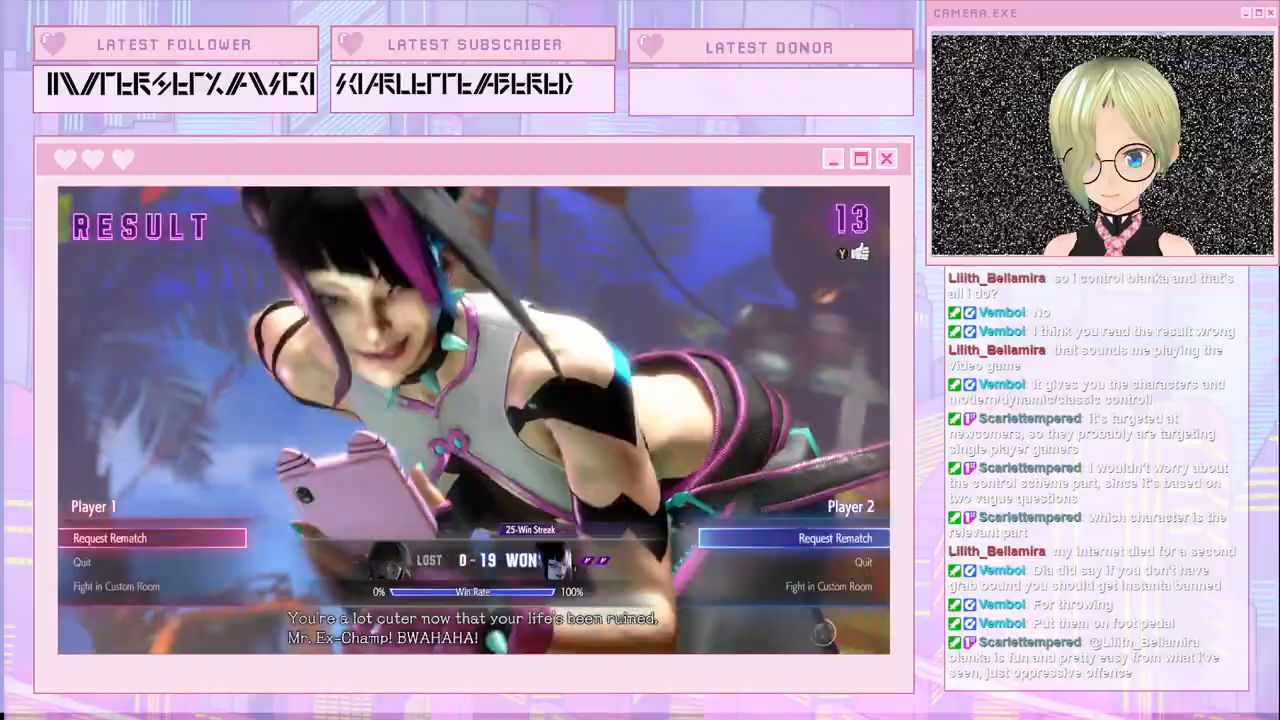 CAMERA.EXE
LATEST FOLLOWER
LATEST SUBSCRIBER
LATEST DONOR
RESULT
13
Y
Player 1
Request Rematch
Quit
Fight in Custom Room
25-Win Streak
LOST 0 - 19 WON
0% Win Rate 100%
Player 2
Request Rematch
Quit
Fight in Custom Room
You're a lot cuter now that your life's been ruined,
Mr. Ex-Champ! BWAHAHA!
Lilith_Bellamira so i control blanka and that's
all i do?
Vembol No
Vembol I think you read the result wrong
Lilith_Bellamira that sounds me playing the
video game
Vembol It gives you the characters and
modern/dynamic/classic controll
Scarlettempered it's targeted at
newcomers, so they probably are targeting
single player gamers
Scarlettempered I wouldn't worry about
the control scheme part, since it's based on
two vague questions
Scarlettempered which character is the
relevant part
Lilith_Bellamira my internet died for a second
Vembol Dia did say if you don't have
grab bound you should get instanta banned
Vembol For throwing
Vembol Put them on foot pedal
Scarlettempered @Lilith_Bellamira
blanka is fun and pretty easy from what i've
seen, just oppressive offence